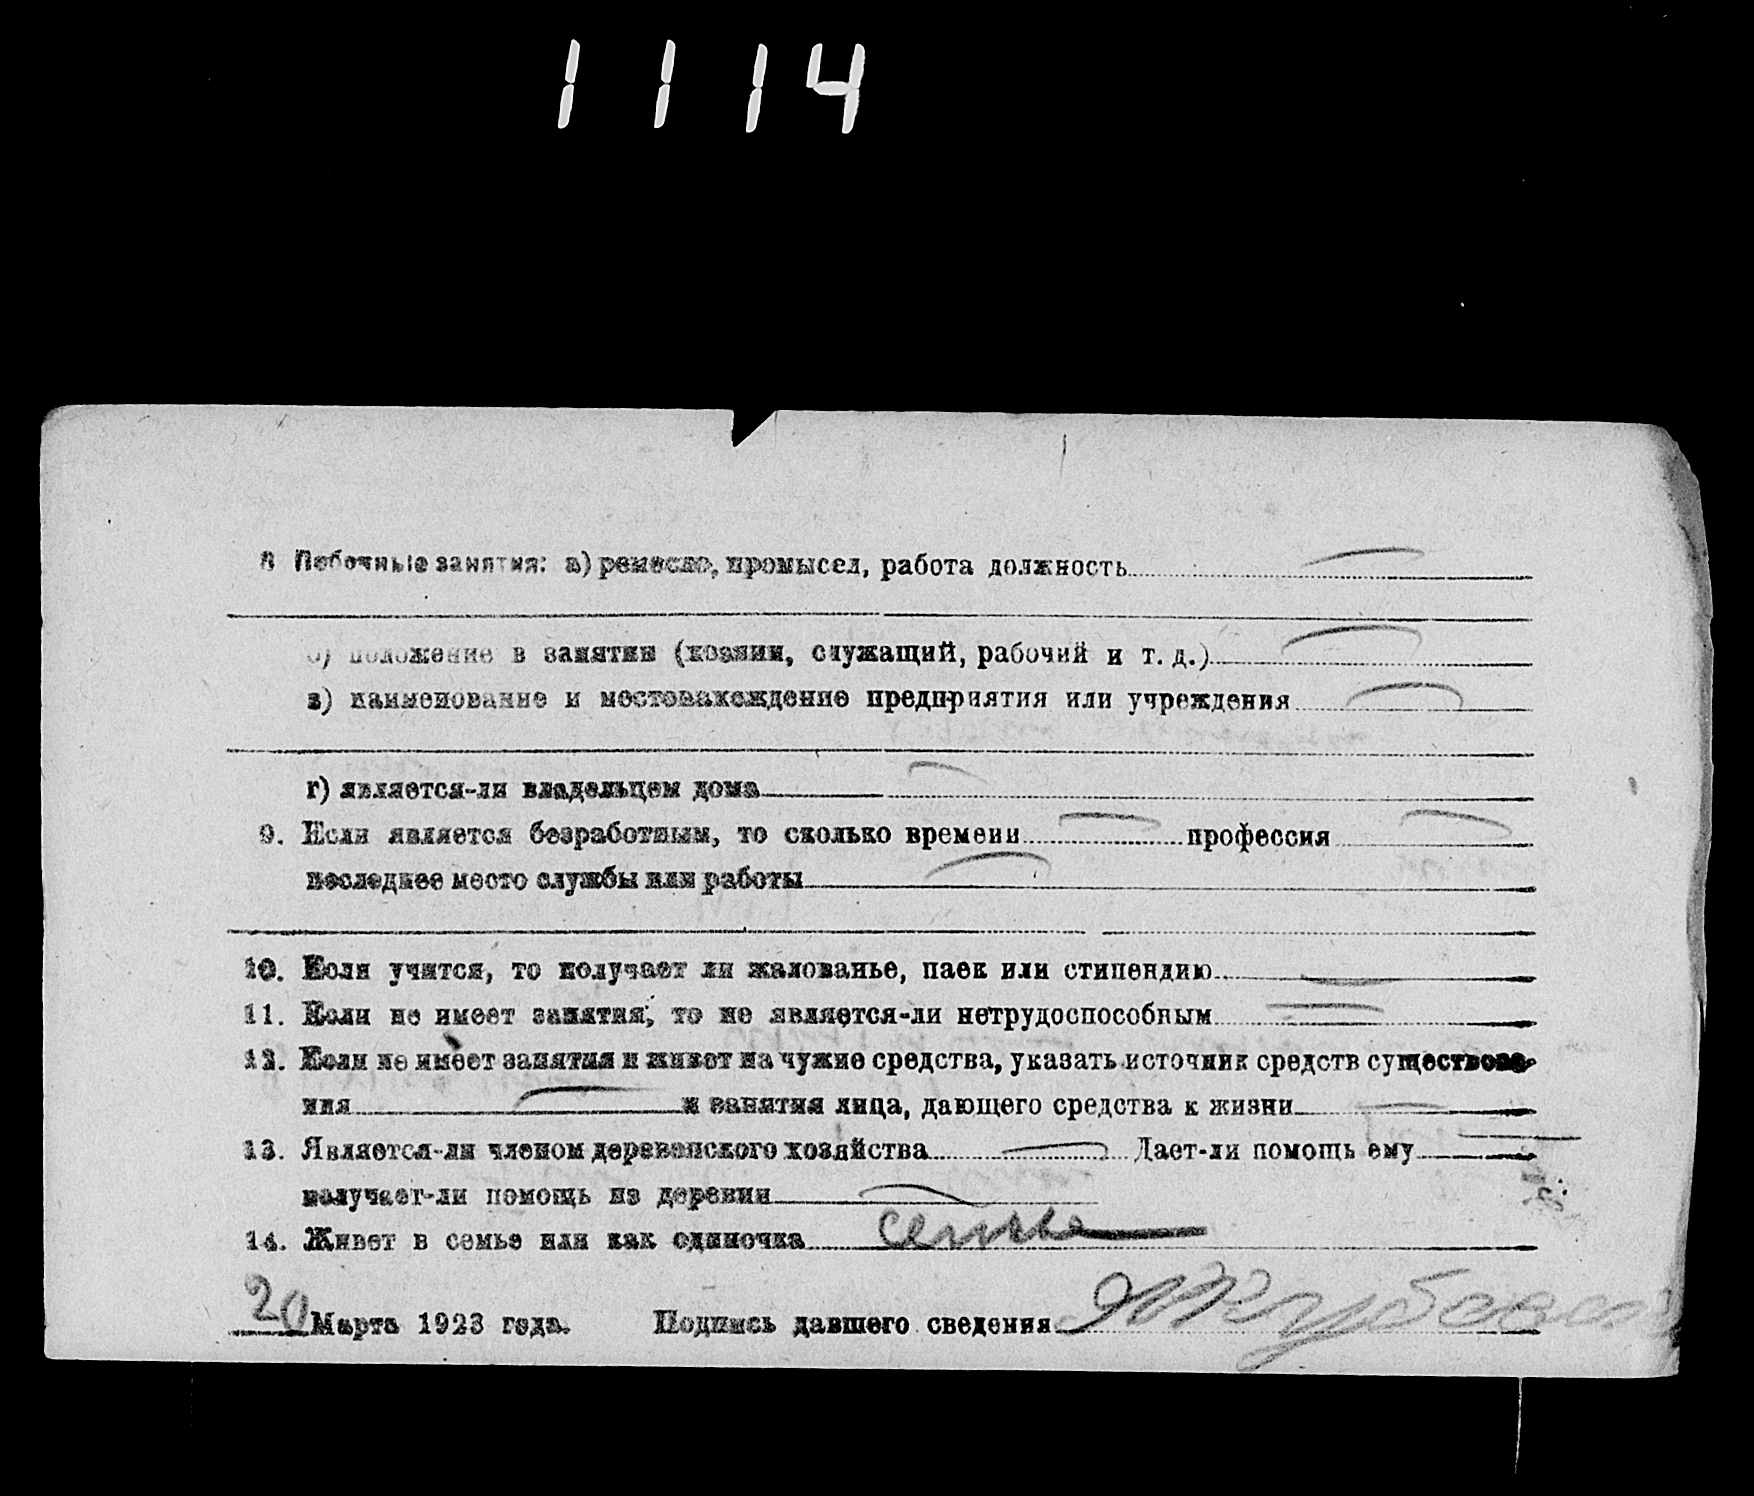 1114
8 Побочные занятия: а) ремесло, промысел, работа должность
б) положение в занятии (хозяин, служащий, рабочий и т. д.)
в) наименование и местонахождение предприятия или учреждения
г) является-ли владельцем дома
9. Если является безработным, то сколько времени профессия
последнее место службы или работы
10. Если учится, то получает ли жалованье, паек или стипендию
11. Если не имеет занятия, то не является-ли нетрудоспособным
12. Если не имеет занятия и живет на чужие средства, указать источник средств существова-
ния и занятия лица, дающего средства к жизни
13. Является-ли членом деревенского хозяйства Дает-ли помощь ему
получает-ли помощь из деревни
14. Живет в семье или как одиночка семье
20 Марта 1923 года. Подпись давшего сведения